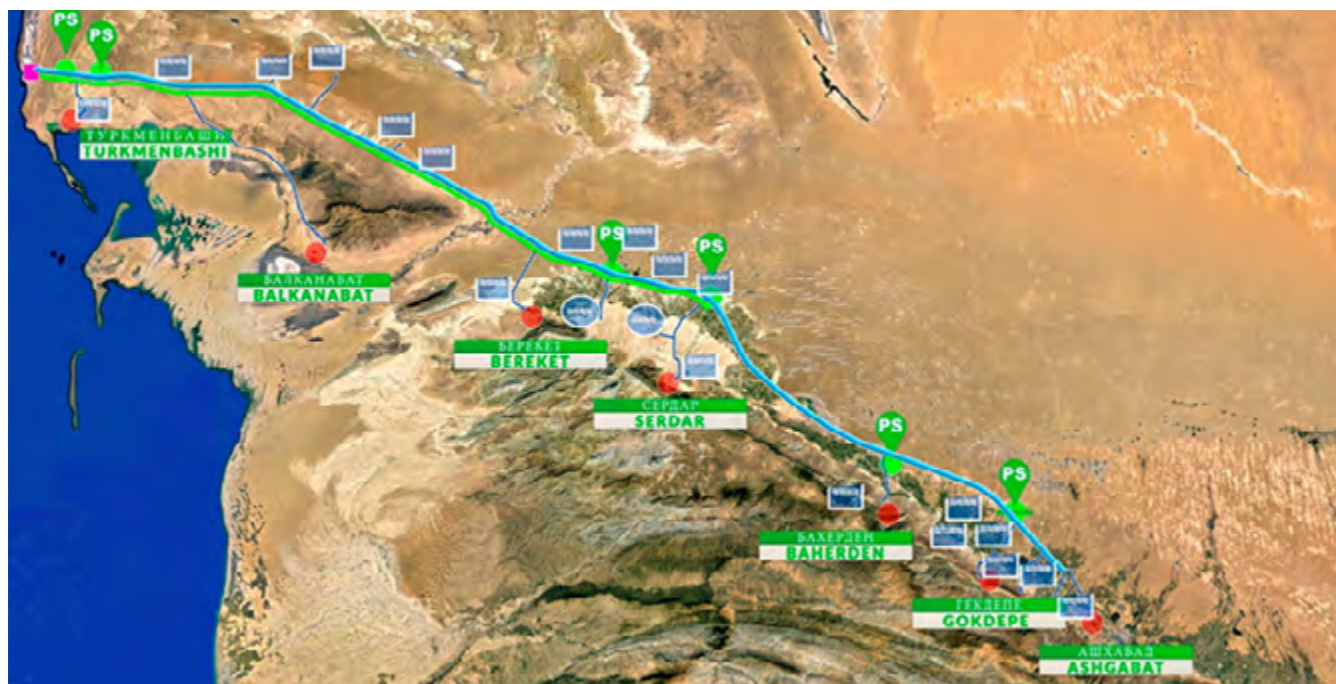 PS
PS
ТУРКМЕНБАШИ
TURKMENBASHI
БАЛКАНАБАТ
BALKANABAT
PS
PS
БЕРЕКЕТ
BEREKET
СЕРДАР
SERDAR
PS
PS
БАХЕРДЕН
BAHERDEN
ГЕКДЕПЕ
GOKDEPE
АШХАБАД
ASHGABAT